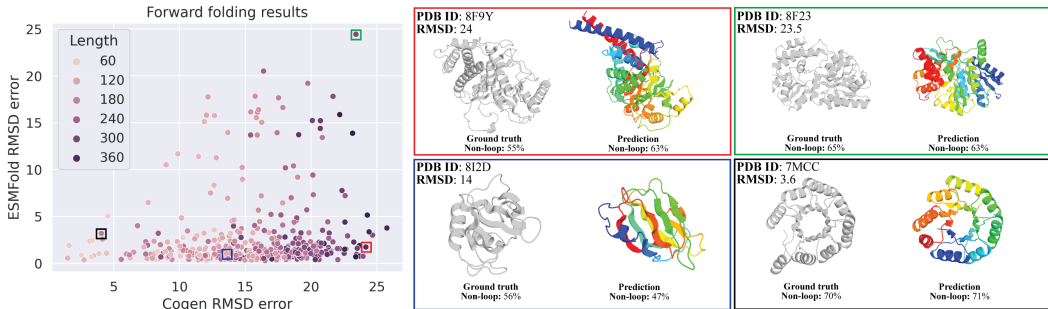 Forward folding results
ESMFold RMSD error
25
20
15
10
5
0
Length
60
120
180
240
300
360
5
10
15
20
25
Cogen RMSD error
PDB ID: 8F9Y
RMSD: 24
Ground truth
Non-loop: 55%
Prediction
Non-loop: 63%
PDB ID: 8F23
RMSD: 23.5
Ground truth
Non-loop: 65%
Prediction
Non-loop: 63%
PDB ID: 8I2D
RMSD: 14
Ground truth
Non-loop: 56%
Prediction
Non-loop: 47%
PDB ID: 7MCC
RMSD: 3.6
Ground truth
Non-loop: 70%
Prediction
Non-loop: 71%